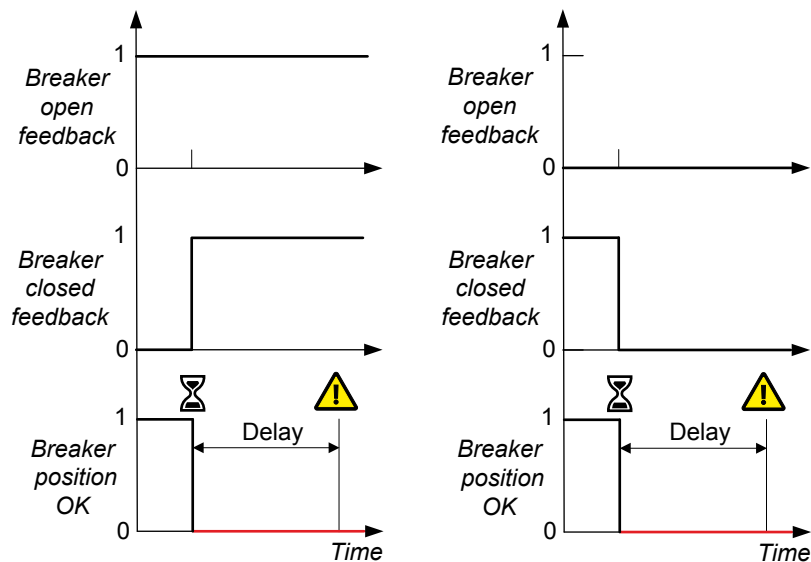 1
Breaker
open
feedback
0
1
Breaker
closed
feedback
0
1
Delay
Breaker
position
OK
0
Time
1
Breaker
open
feedback
0
1
Breaker
closed
feedback
0
1
Delay
Breaker
position
OK
0
Time